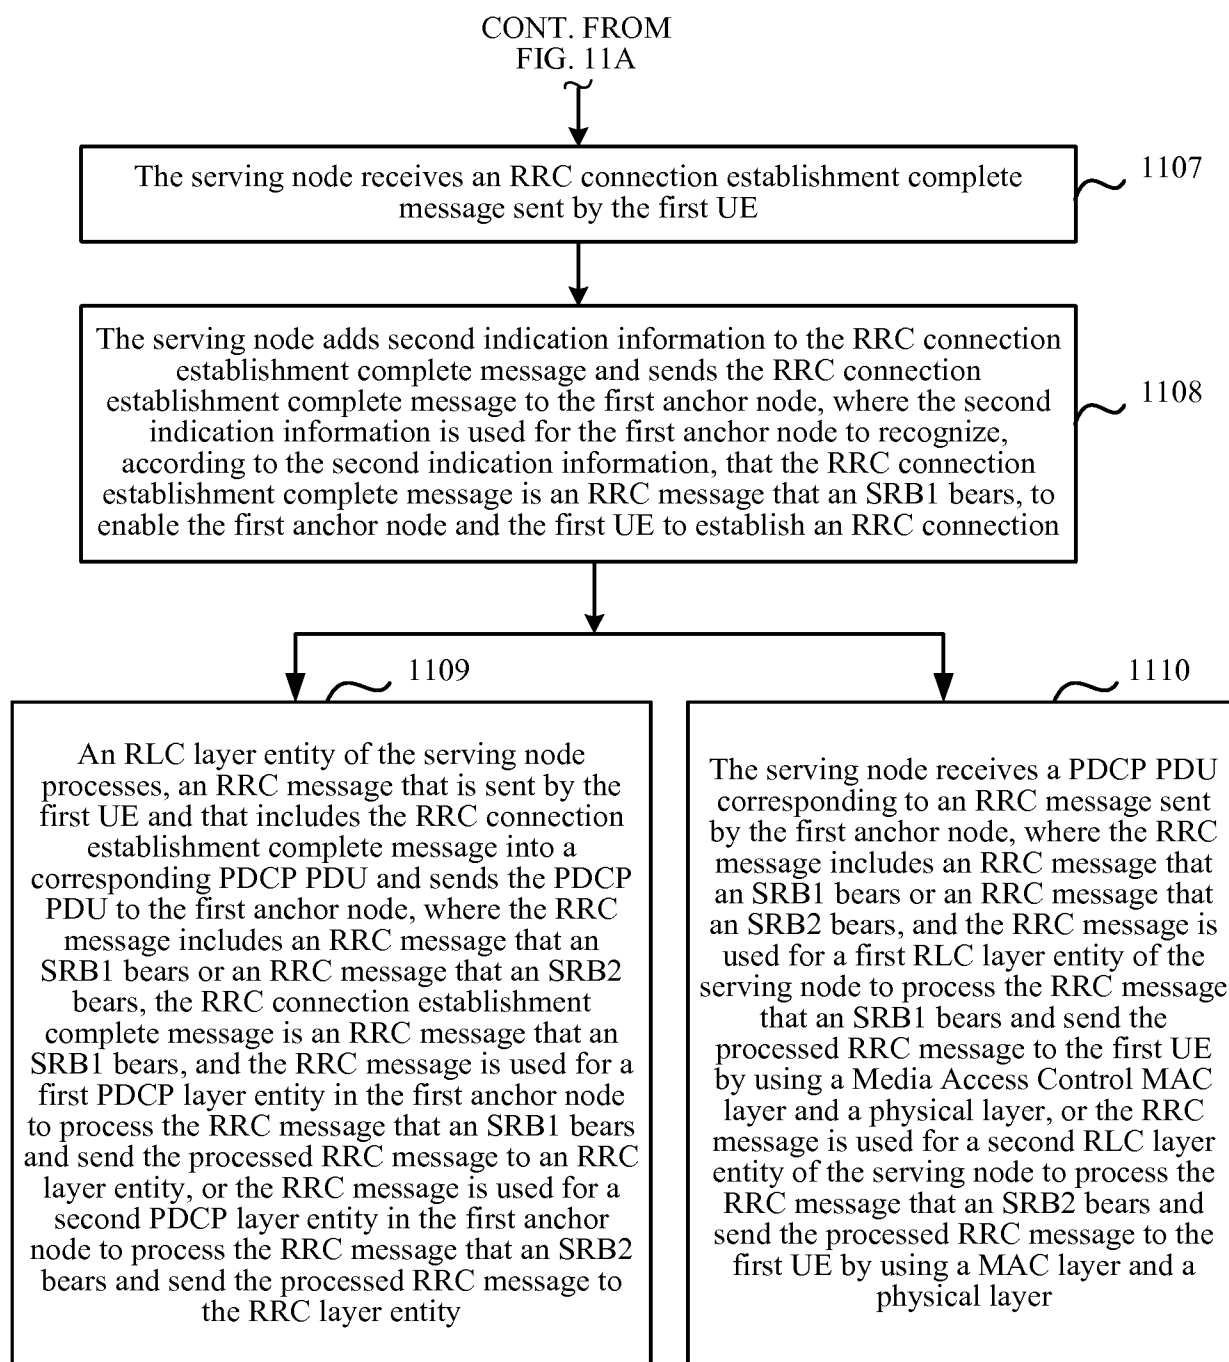 CONT. FROM
FIG. 11A
The serving node receives an RRC connection establishment complete
message sent by the first UE
1107
The serving node adds second indication information to the RRC connection
establishment complete message and sends the RRC connection
establishment complete message to the first anchor node, where the second
indication information is used for the first anchor node to recognize,
according to the second indication information, that the RRC connection
establishment complete message is an RRC message that an SRB1 bears, to
enable the first anchor node and the first UE to establish an RRC connection
1108
1109
An RLC layer entity of the serving node
processes, an RRC message that is sent by the
first UE and that includes the RRC connection
establishment complete message into a
corresponding PDCP PDU and sends the PDCP
PDU to the first anchor node, where the RRC
message includes an RRC message that an
SRB1 bears or an RRC message that an SRB2
bears, the RRC connection establishment
complete message is an RRC message that an
SRB1 bears, and the RRC message is used for a
first PDCP layer entity in the first anchor node
to process the RRC message that an SRB1 bears
and send the processed RRC message to an RRC
layer entity, or the RRC message is used for a
second PDCP layer entity in the first anchor
node to process the RRC message that an SRB2
bears and send the processed RRC message to
the RRC layer entity
1110
The serving node receives a PDCP PDU
corresponding to an RRC message sent
by the first anchor node, where the RRC
message includes an RRC message that
an SRB1 bears or an RRC message that
an SRB2 bears, and the RRC message is
used for a first RLC layer entity of the
serving node to process the RRC message
that an SRB1 bears and send the
processed RRC message to the first UE
by using a Media Access Control MAC
layer and a physical layer, or the RRC
message is used for a second RLC layer
entity of the serving node to process the
RRC message that an SRB2 bears and
send the processed RRC message to the
first UE by using a MAC layer and a
physical layer